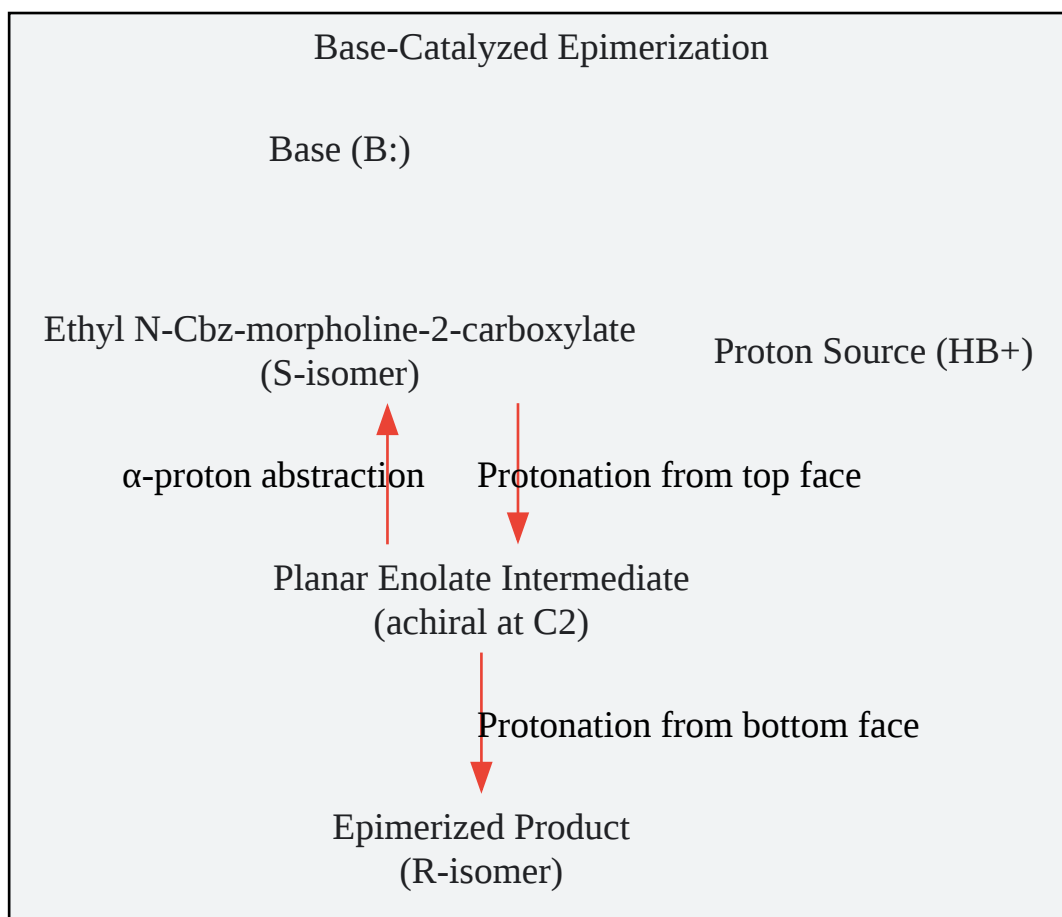 Base-Catalyzed Epimerization
Base (B:)
Ethyl N-Cbz-morpholine-2-carboxylate
(S-isomer)
Proton Source (HB+)
α-proton abstraction
Protonation from top face
Planar Enolate Intermediate
(achiral at C2)
Protonation from bottom face
Epimerized Product
(R-isomer)